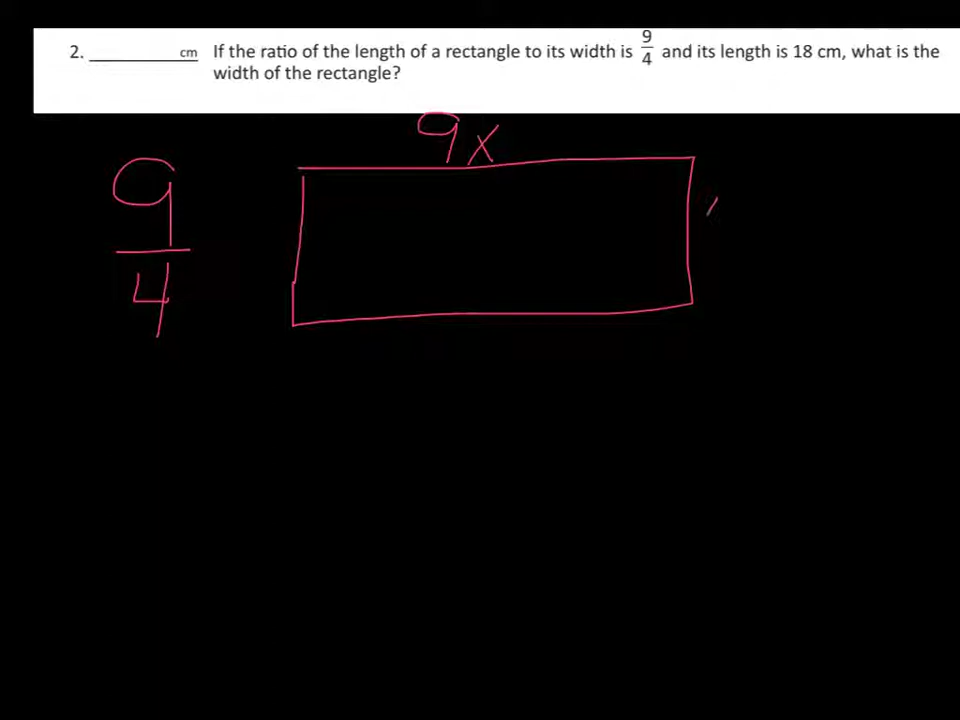 2. __________ cm If the ratio of the length of a rectangle to its width is 9/4 and its length is 18 cm, what is the
width of the rectangle?
9x
9
4